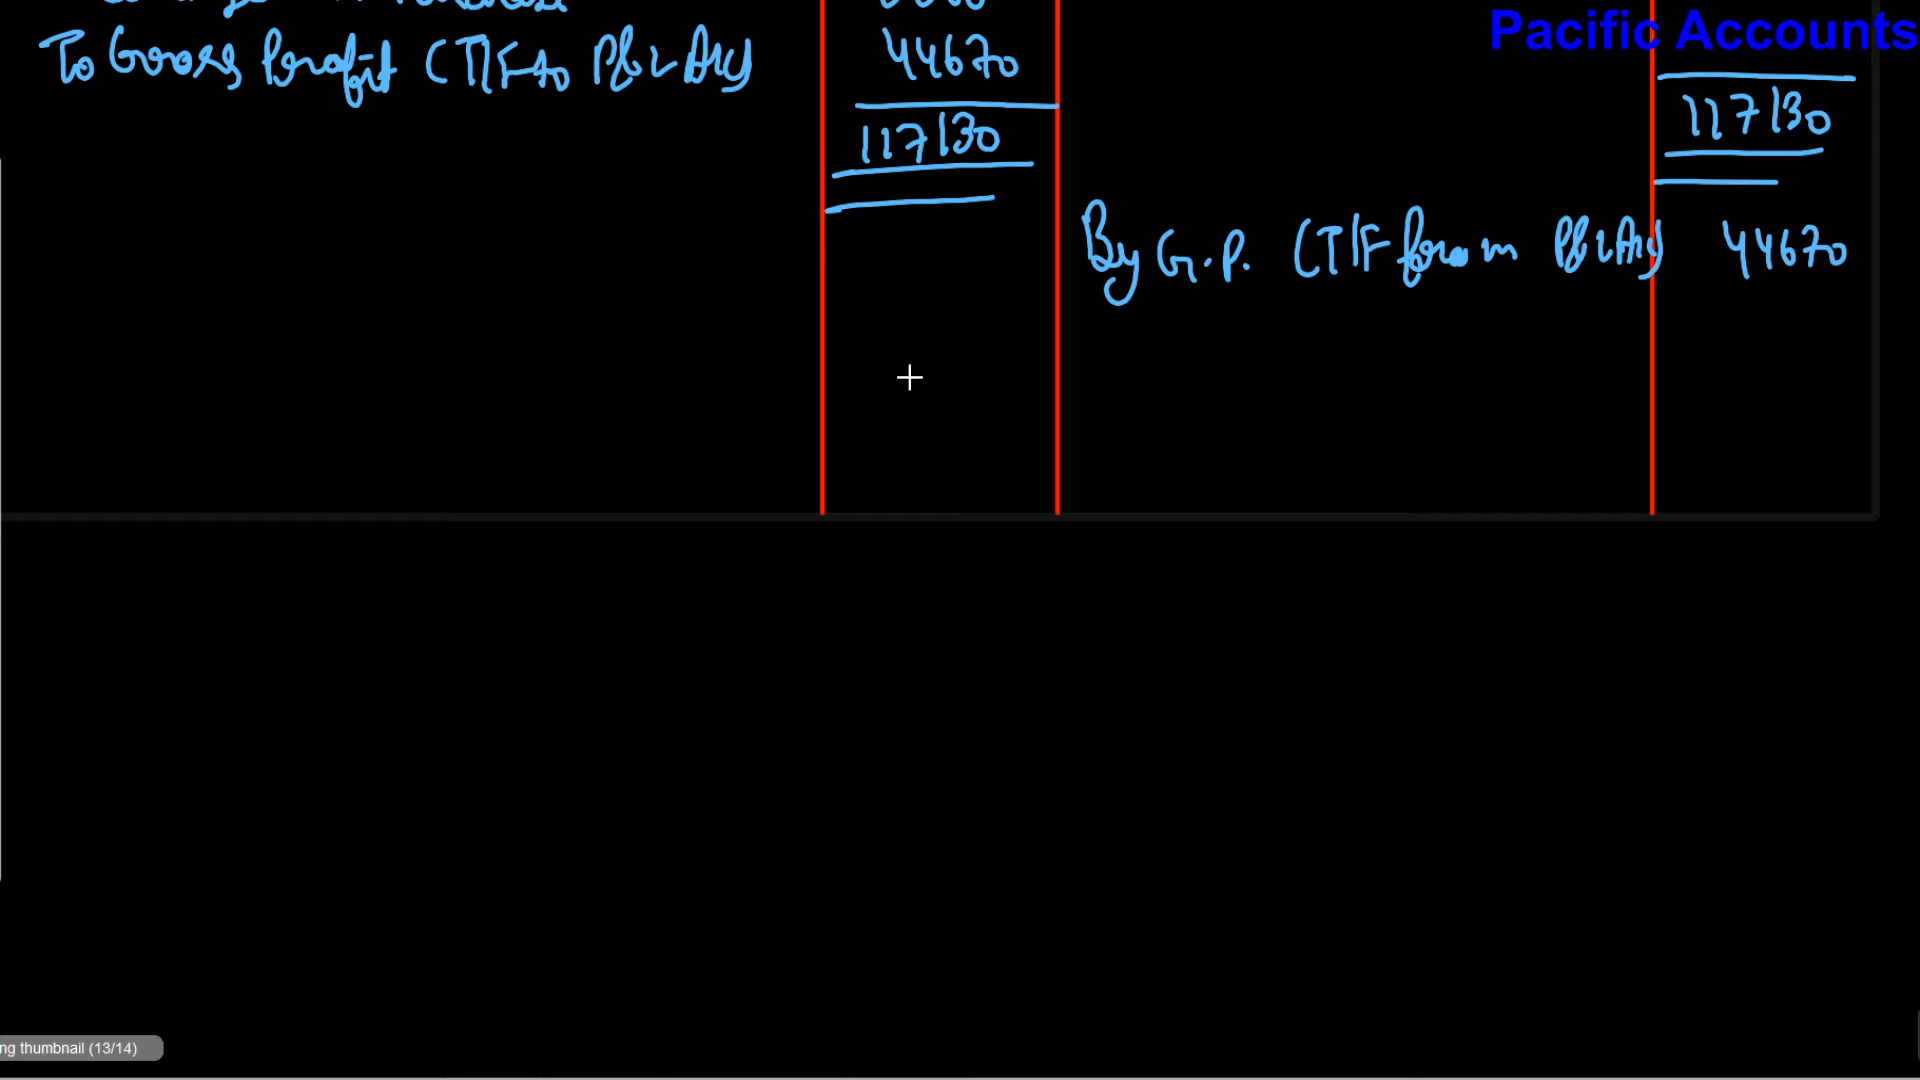 Pacific Accounts
To Gross Profit (T/F to P&L A/c) 44670
117130 117130
By G.P. (T/F from P&L A/c) 44670
ng thumbnail (13/14)